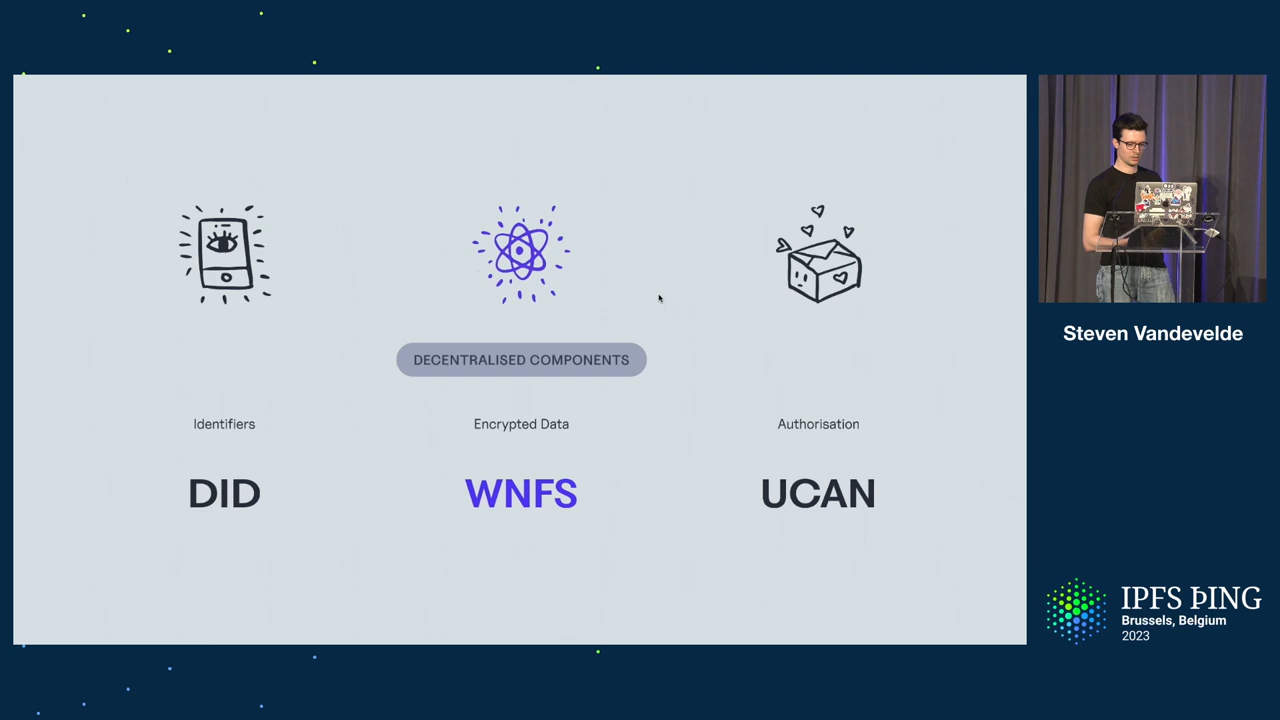 DECENTRALISED COMPONENTS
Identifiers
Encrypted Data
Authorisation
DID
WNFS
UCAN
Steven Vandevelde
IPFS ÞING
Brussels, Belgium
2023